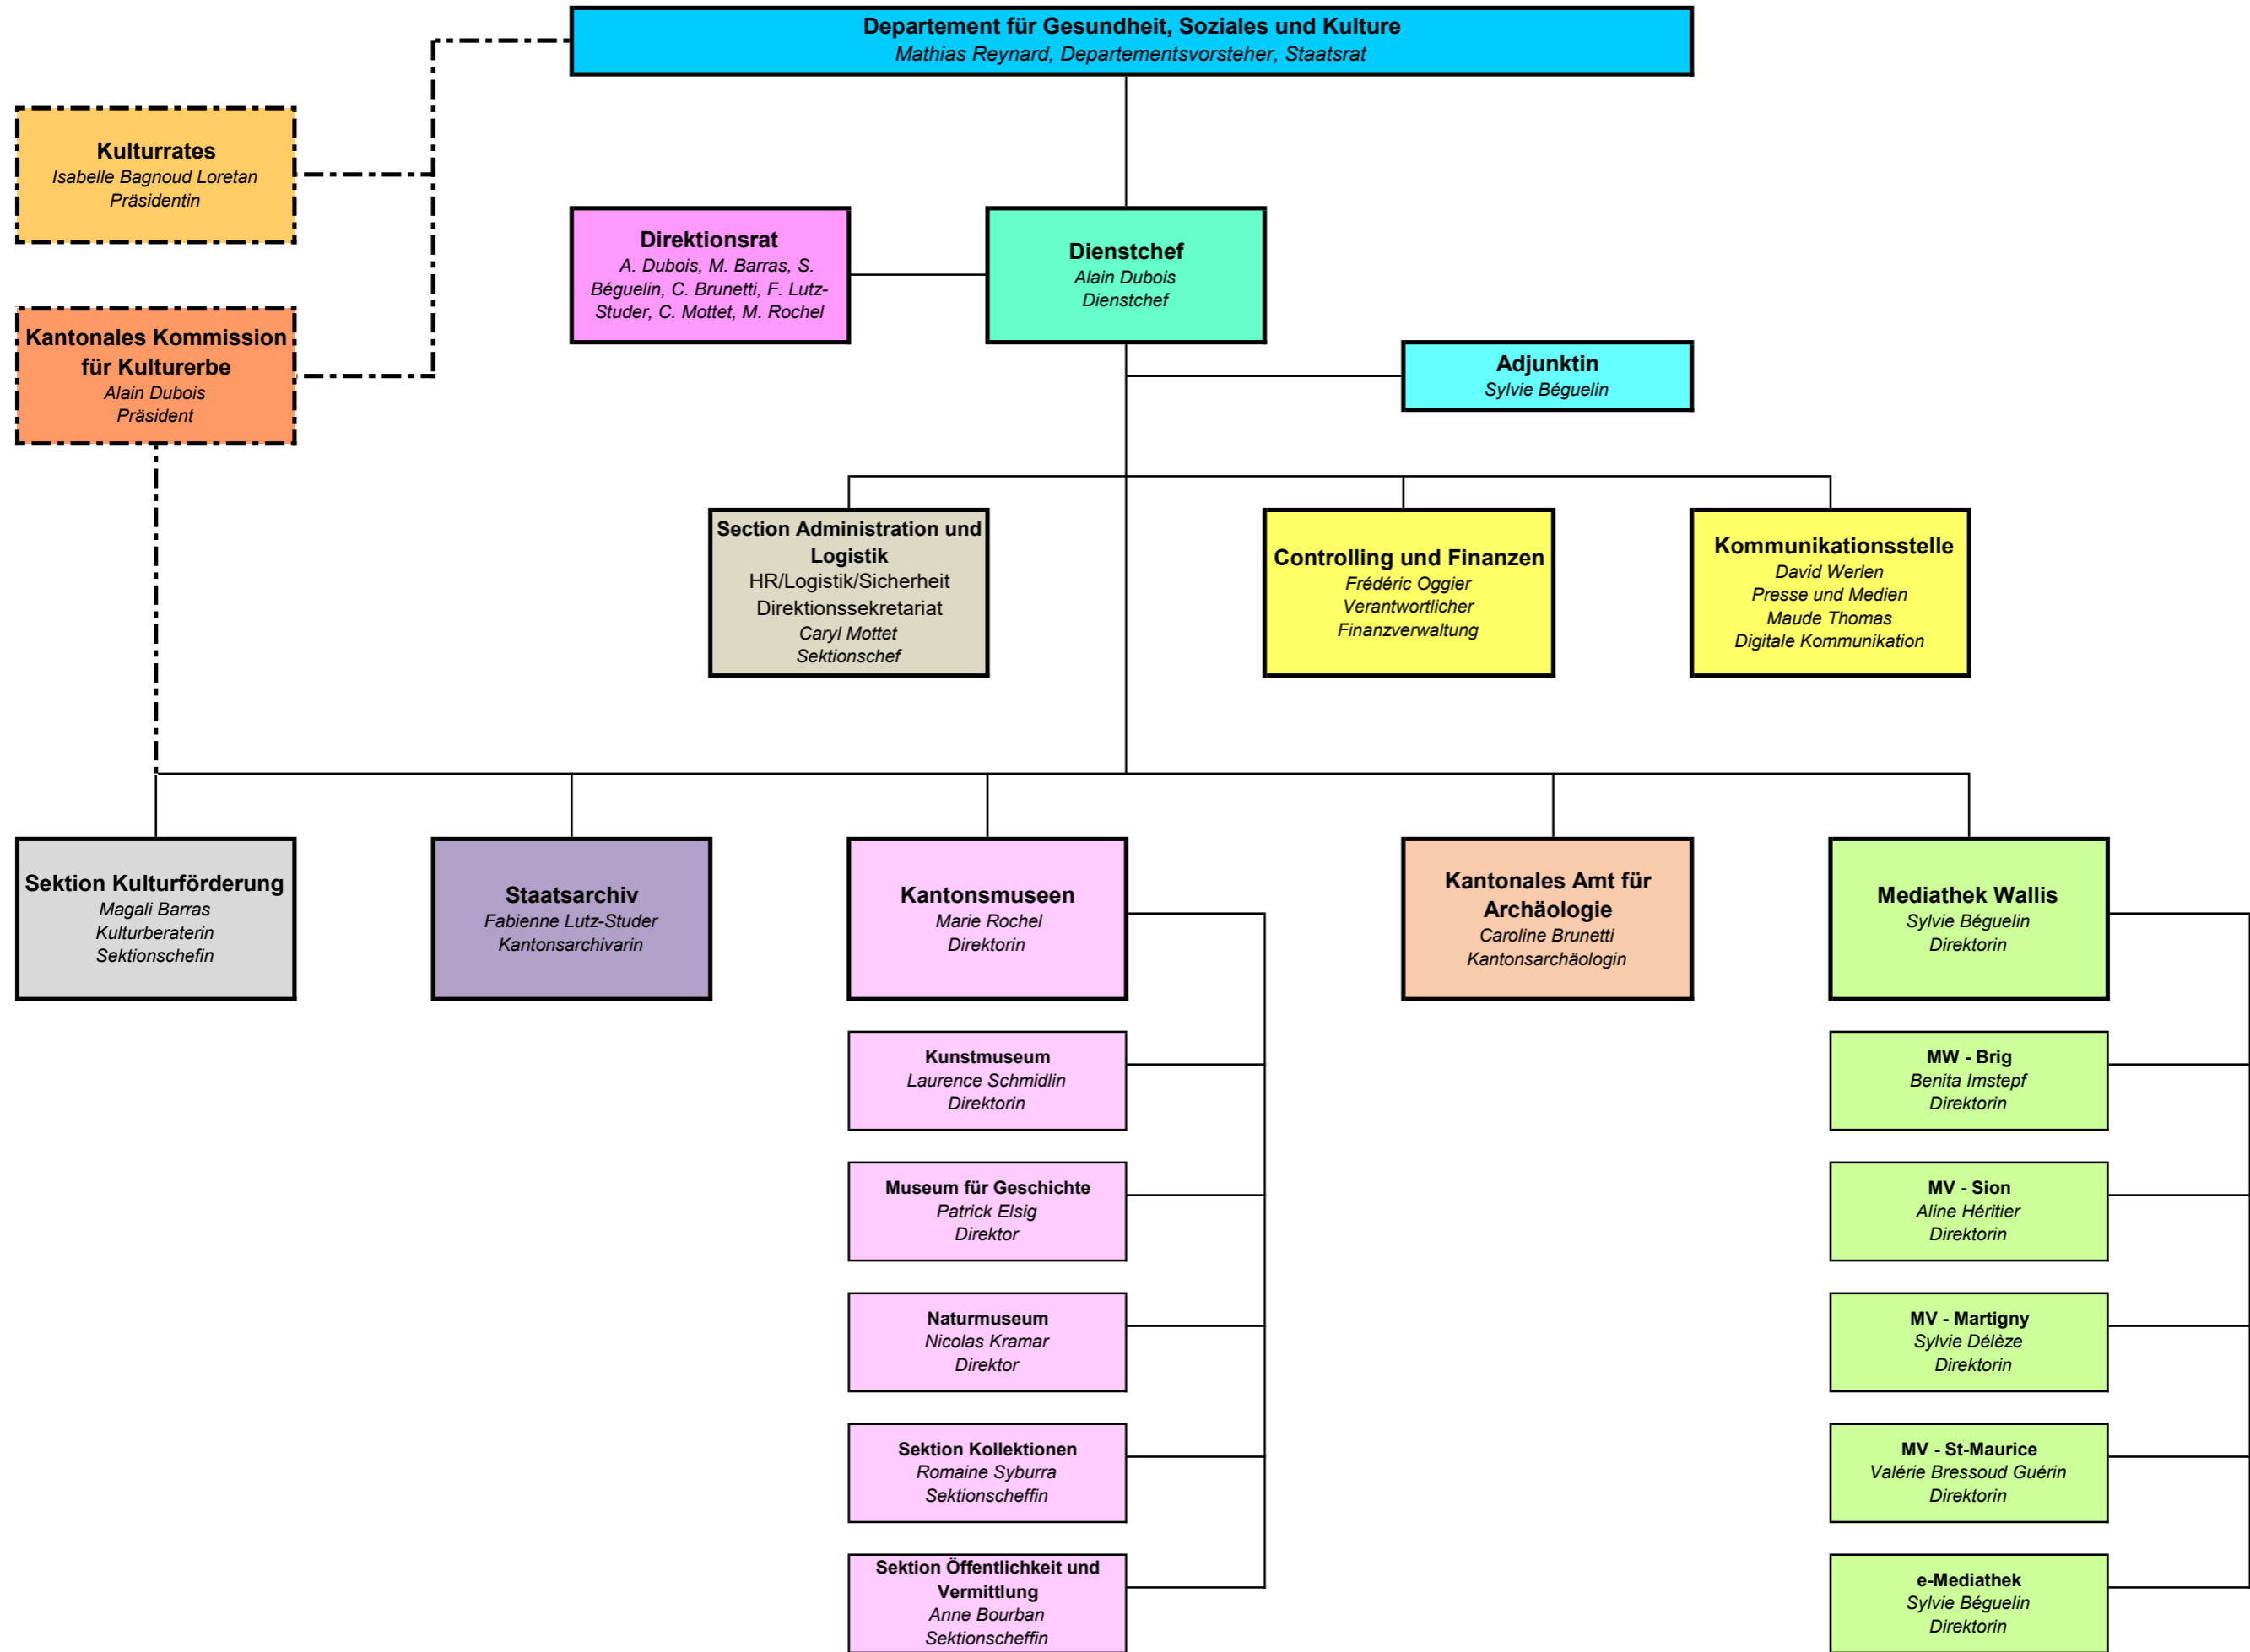 Departement für Gesundheit, Soziales und Kulture
Mathias Reynard, Departementsvorsteher, Staatsrat
Kulturrates
Isabelle Bagnoud Loretan
Präsidentin
Direktionsrat
A. Dubois, M. Barras, S.
Béguelin, C. Brunetti, F. Lutz-
Studer, C. Mottet, M. Rochel
Dienstchef
Alain Dubois
Dienstchef
Kantonales Kommission
für Kulturerbe
Alain Dubois
Präsident
Adjunktin
Sylvie Béguelin
Section Administration und
Logistik
HR/Logistik/Sicherheit
Direktionssekretariat
Caryl Mottet
Sektionschef
Controlling und Finanzen
Frédéric Oggier
Verantwortlicher
Finanzverwaltung
Kommunikationsstelle
David Werlen
Presse und Medien
Maude Thomas
Digitale Kommunikation
Sektion Kulturförderung
Magali Barras
Kulturberaterin
Sektionschefin
Staatsarchiv
Fabienne Lutz-Studer
Kantonsarchivarin
Kantonsmuseen
Marie Rochel
Direktorin
Kantonales Amt für
Archäologie
Caroline Brunetti
Kantonsarchäologin
Mediathek Wallis
Sylvie Béguelin
Direktorin
Kunstmuseum
Laurence Schmidlin
Direktorin
MW - Brig
Benita Imstepf
Direktorin
Museum für Geschichte
Patrick Elsig
Direktor
MV - Sion
Aline Héritier
Direktorin
Naturmuseum
Nicolas Kramar
Direktor
MV - Martigny
Sylvie Délèze
Direktorin
Sektion Kollektionen
Romaine Syburra
Sektionscheffin
MV - St-Maurice
Valérie Bressoud Guérin
Direktorin
Sektion Öffentlichkeit und
Vermittlung
Anne Bourban
Sektionscheffin
e-Mediathek
Sylvie Béguelin
Direktorin